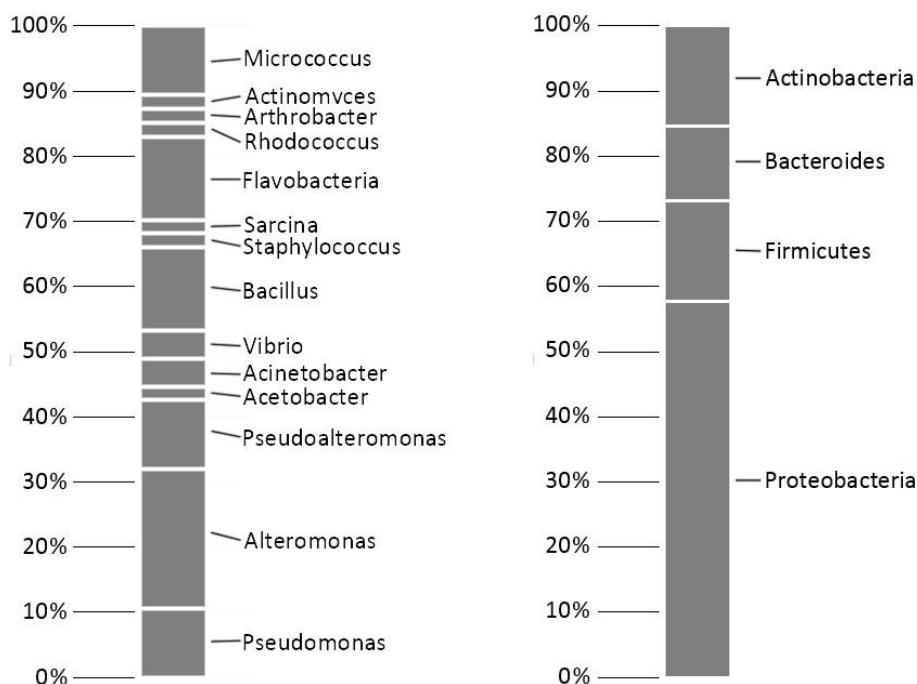 100%
90%
80%
70%
60%
50%
40%
30%
20%
10%
0%
Micrococcus
Actinomvces
Arthrobacter
Rhodococcus
Flavobacteria
Sarcina
Staphylococcus
Bacillus
Vibrio
Acinetobacter
Acetobacter
Pseudoalteromonas
Alteromonas
Pseudomonas
100%
90%
80%
70%
60%
50%
40%
30%
20%
10%
0%
Actinobacteria
Bacteroides
Firmicutes
Proteobacteria